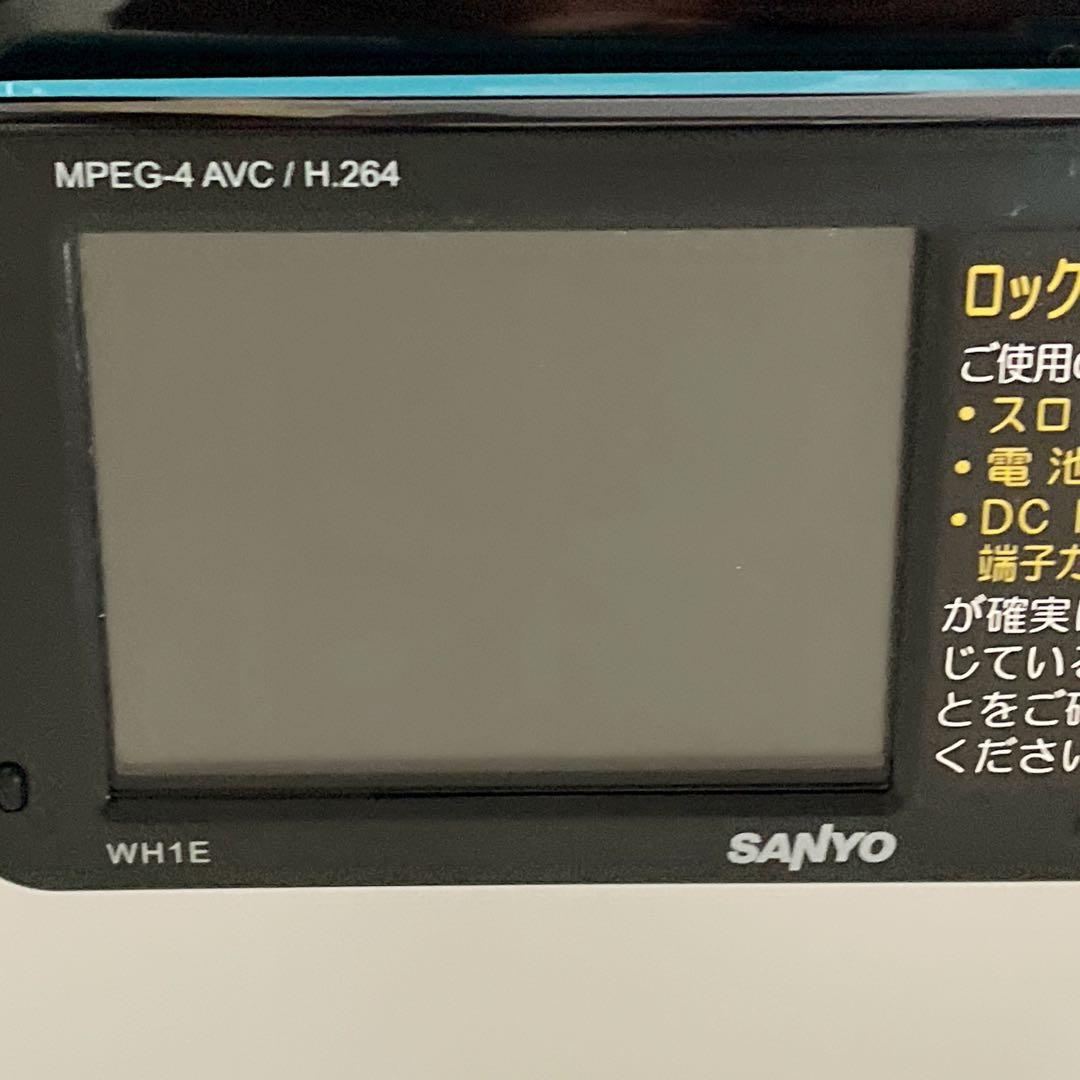 MPEG-4 AVC / H.264
ロック
ご使用の
・スロ
・電池
・DC I
端子カ
が確実に
じている
とをご確
ください
WH1E
SANYO